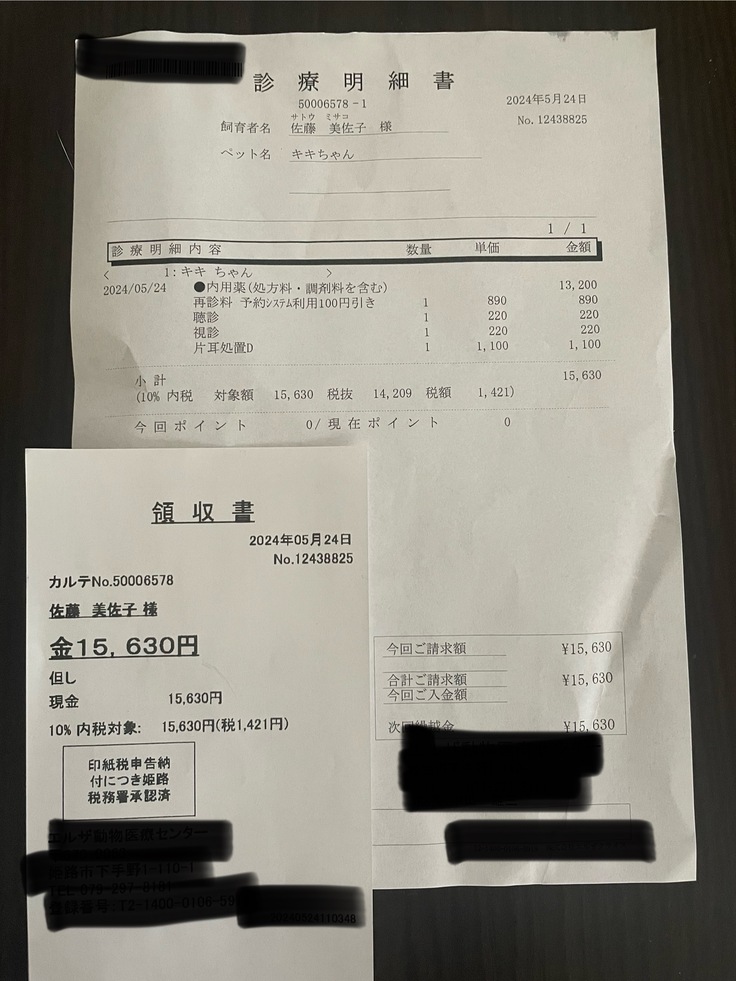 診療明細書
50006578-1
2024年5月24日
No.12438825
サトウ ミサコ
飼育者名 佐藤 美佐子 様
ペット名 キキちゃん
1 / 1
診療明細内容 数量 単価 金額
< 1:キキ ちゃん >
2024/05/24 ●内用薬(処方料・調剤料を含む) 13,200
再診料 予約システム利用100円引き 1 890 890
聴診 1 220 220
視診 1 220 220
片耳処置D 1 1,100 1,100
小計 15,630
(10% 内税 対象額 15,630 税抜 14,209 税額 1,421)
今回ポイント 0/現在ポイント 0
今回ご請求額 ¥15,630
合計ご請求額 ¥15,630
今回ご入金額
次回繰越金 ¥15,630
領収書
2024年05月24日
No.12438825
カルテNo.50006578
佐藤 美佐子 様
金15,630円
但し
現金 15,630円
10% 内税対象: 15,630円(税1,421円)
印紙税申告納
付につき姫路
税務署承認済
エルザ動物医療センター
20240524110348